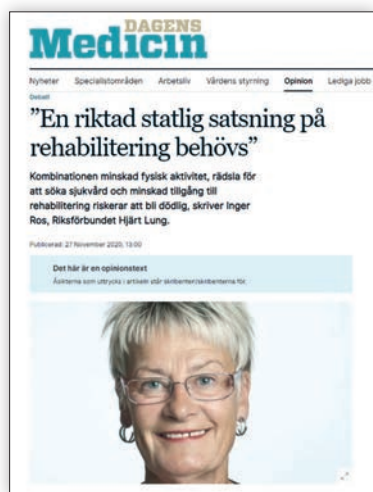 DAGENS
Medicin
Nyheter Specialistområden Arbetsliv Vårdens styrning Opinion Lediga jobb
Debatt
”En riktad statlig satsning på
rehabilitering behövs”
Kombinationen minskad fysisk aktivitet, rädsla för
att söka sjukvård och minskad tillgång till
rehabilitering riskerar att bli dödlig, skriver Inger
Ros, Riksförbundet Hjärt Lung.
Publicerad: 27 November 2020, 13:00
Det här är en opinionstext
Åsikterna som uttrycks i artikeln står skribenten/skribenterna för.